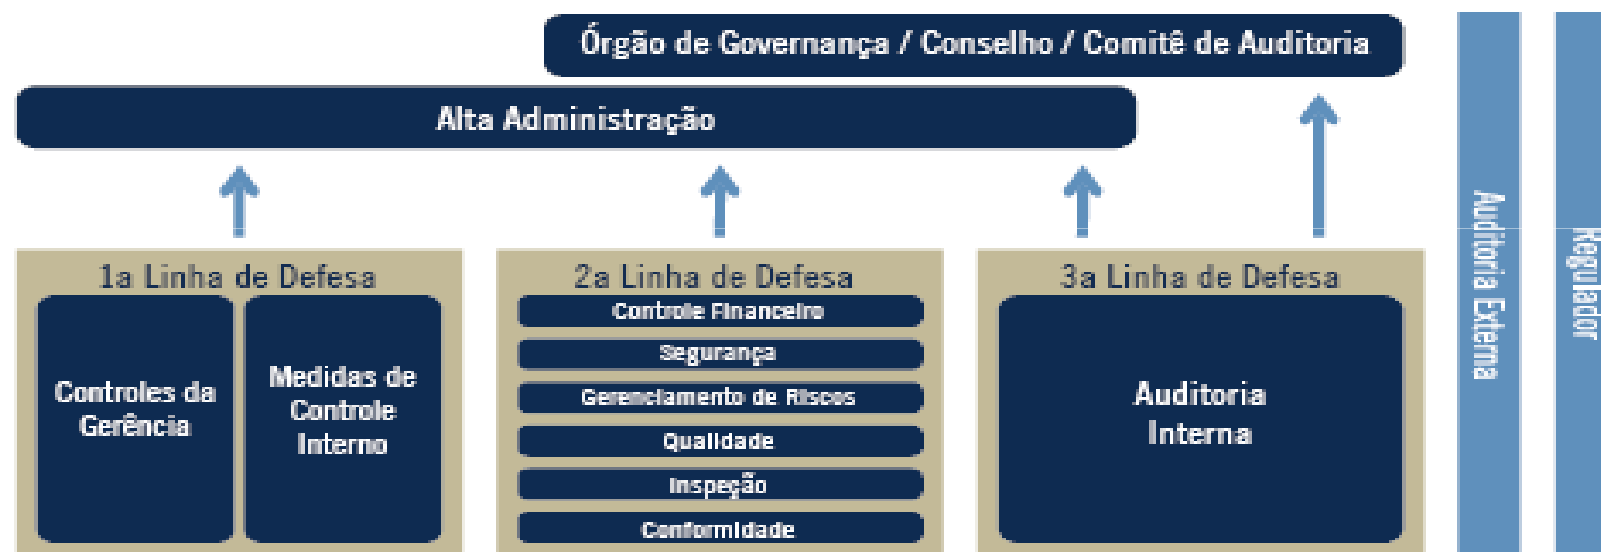 Órgão de Governança / Conselho / Comitê de Auditoria
Alta Administração
1a Linha de Defesa
Controles da
Gerência
Medidas de
Controle
Interno
2a Linha de Defesa
Controle Financeiro
Segurança
Gerenciamento de Riscos
Qualidade
Inspeção
Conformidade
3a Linha de Defesa
Auditoria
Interna
Auditoria Externa
Regulador